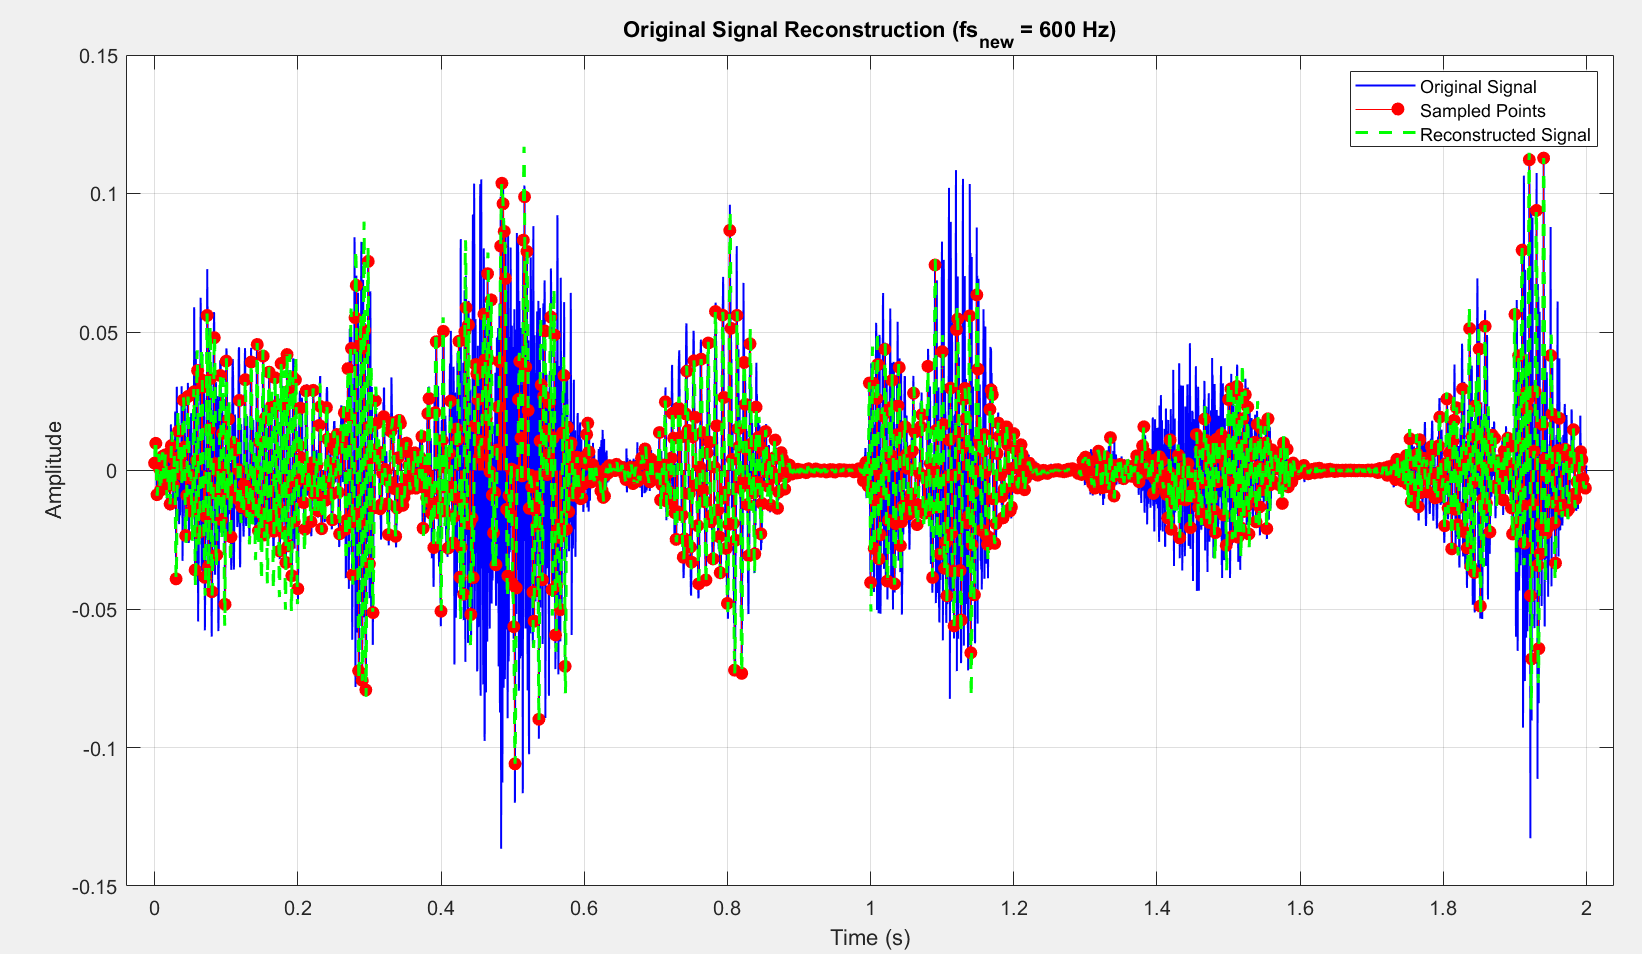 Original Signal Reconstruction (fs_new = 600 Hz)
Original Signal
Sampled Points
Reconstructed Signal
Amplitude
0.15
0.1
0.05
0
-0.05
-0.1
-0.15
0 0.2 0.4 0.6 0.8 1 1.2 1.4 1.6 1.8 2
Time (s)